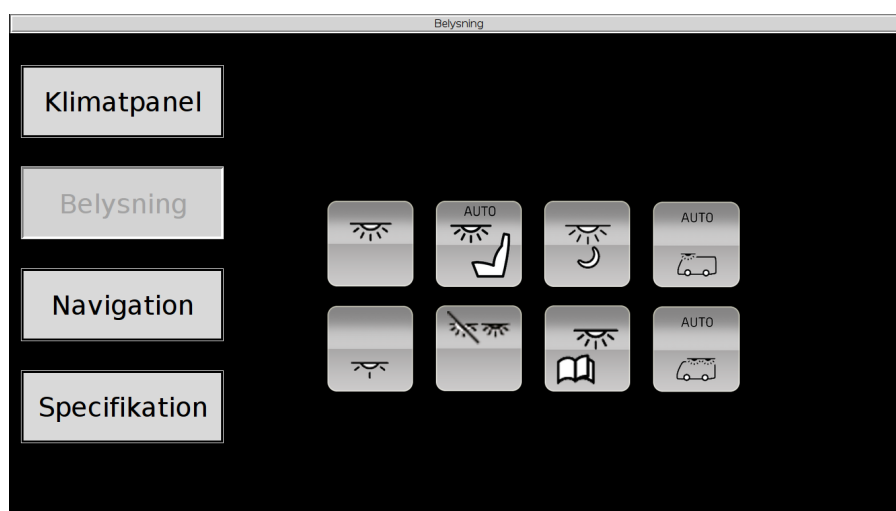 Belysning
Klimatpanel
Belysning
Navigation
Specifikation
AUTO
AUTO
AUTO